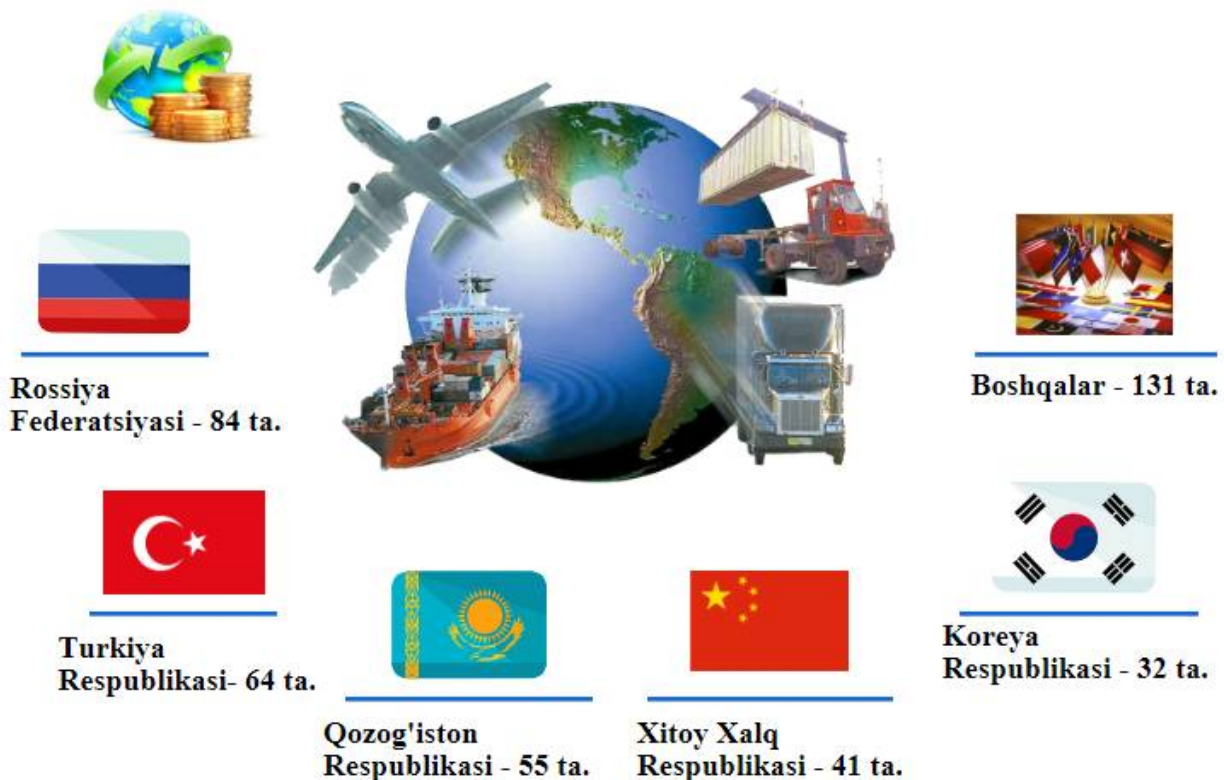 Rossiya
Federatsiyasi - 84 ta.
Boshqalar - 131 ta.
Turkiya
Respublikasi- 64 ta.
Koreya
Respublikasi - 32 ta.
Qozog'iston
Respublikasi - 55 ta.
Xitoy Xalq
Respublikasi - 41 ta.